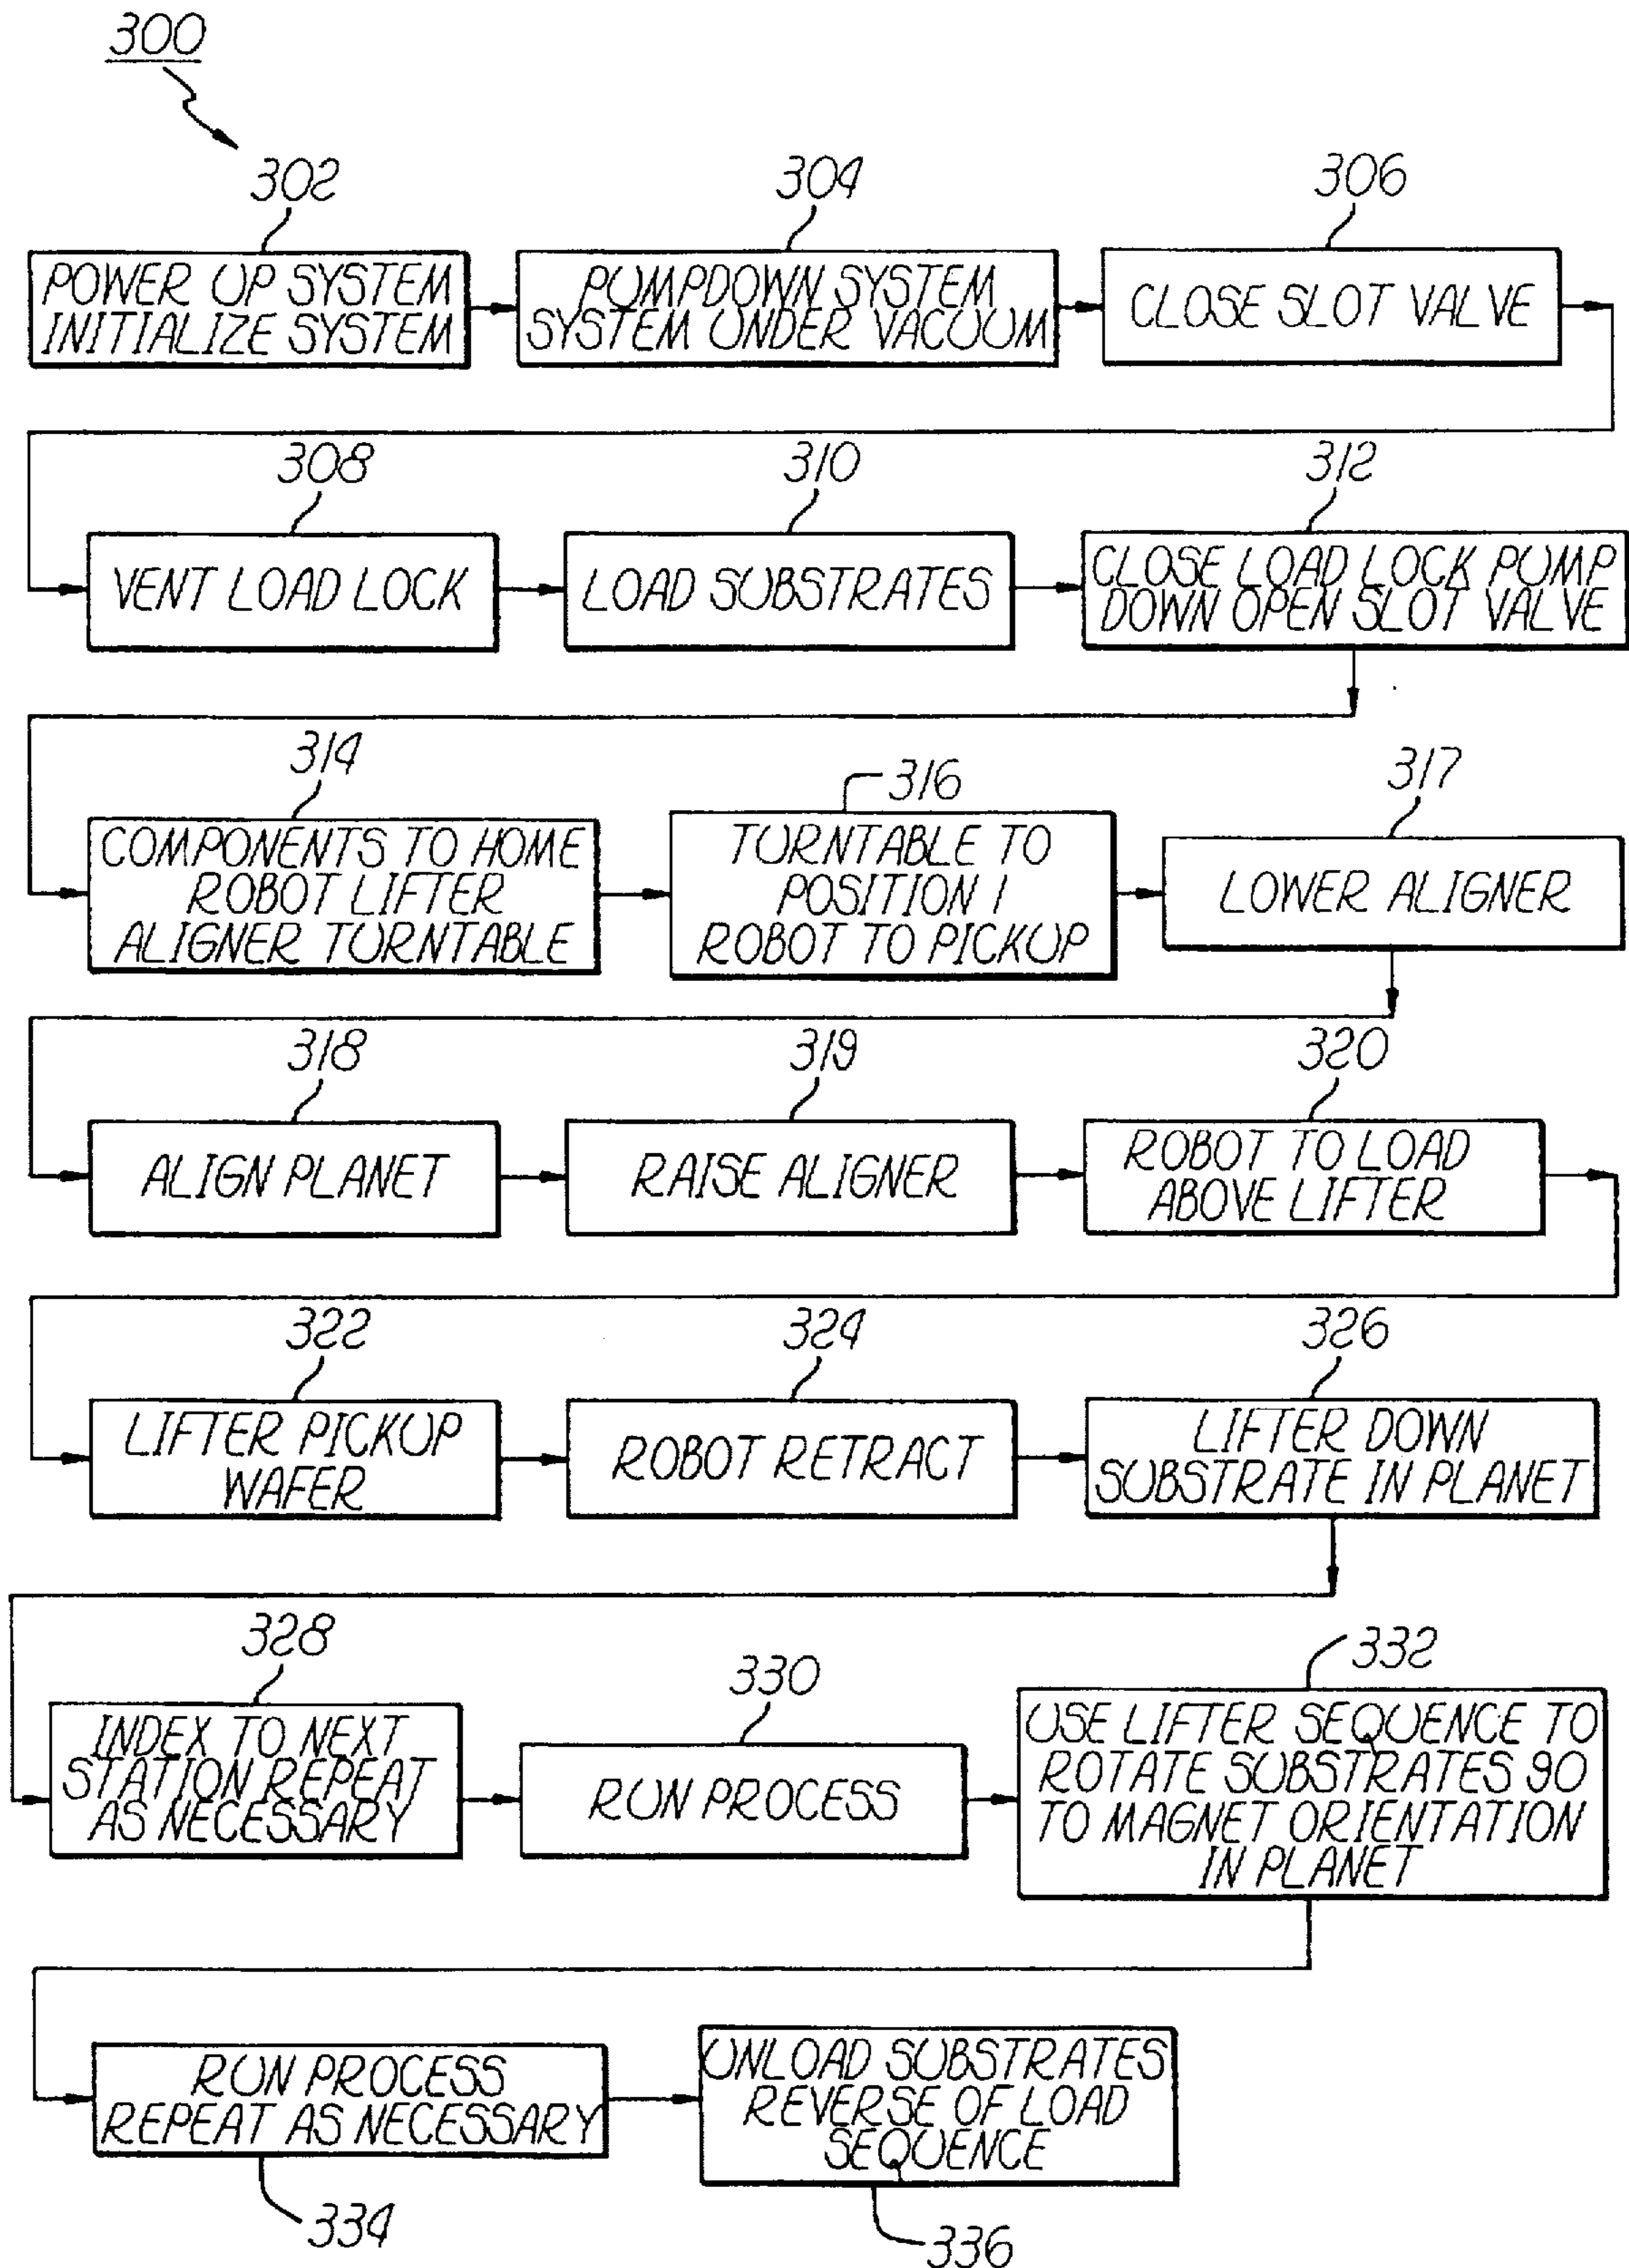 300
302
304
306
POWER UP SYSTEM
INITIALIZE SYSTEM
PUMPDOWN SYSTEM
SYSTEM UNDER VACUUM
CLOSE SLOT VALVE
308
310
312
VENT LOAD LOCK
LOAD SUBSTRATES
CLOSE LOAD LOCK PUMP
DOWN OPEN SLOT VALVE
314
316
317
COMPONENTS TO HOME
ROBOT LIFTER
ALIGNER TURNTABLE
TURNTABLE TO
POSITION 1
ROBOT TO PICKUP
LOWER ALIGNER
318
319
320
ALIGN PLANET
RAISE ALIGNER
ROBOT TO LOAD
ABOVE LIFTER
322
324
326
LIFTER PICKUP
WAFER
ROBOT RETRACT
LIFTER DOWN
SUBSTRATE IN PLANET
328
330
332
INDEX TO NEXT
STATION REPEAT
AS NECESSARY
RUN PROCESS
USE LIFTER SEQUENCE TO
ROTATE SUBSTRATES 90
TO MAGNET ORIENTATION
IN PLANET
RUN PROCESS
REPEAT AS NECESSARY
UNLOAD SUBSTRATES
REVERSE OF LOAD
SEQUENCE
334
336